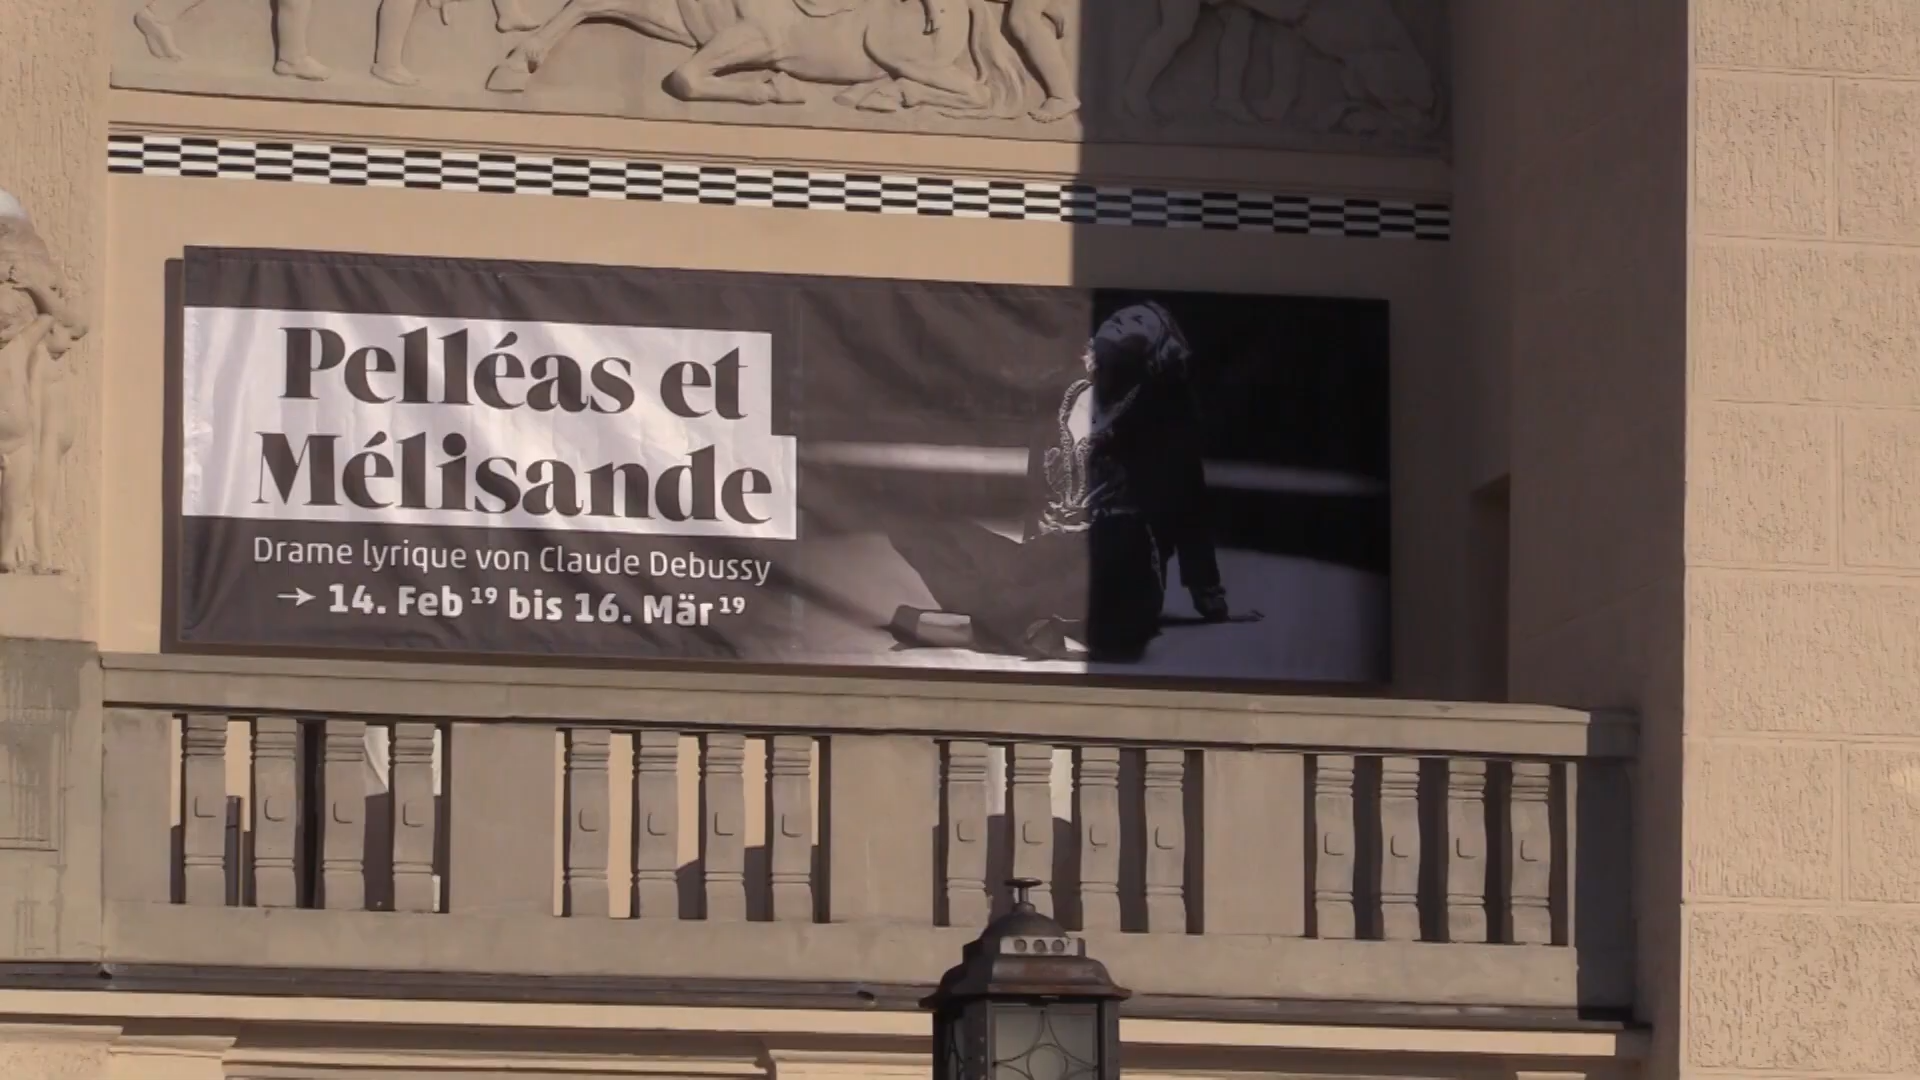 Pelléas et
Mélisande
Drame lyrique von Claude Debussy
→ 14. Feb 19 bis 16. Mär 19